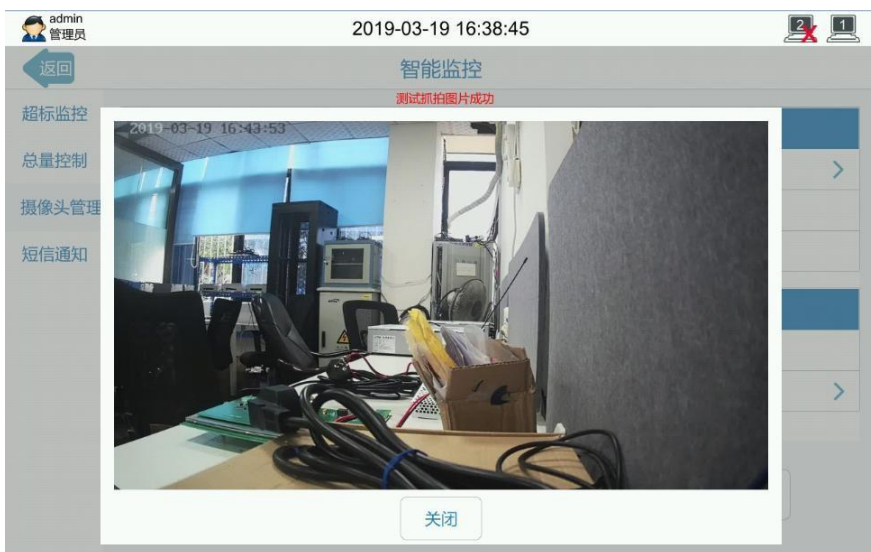 admin
管理员
2019-03-19 16:38:45
2
1
返回
智能监控
测试抓拍图片成功
超标监控
总量控制
摄像头管理
短信通知
2019-03-19 16:43:53
关闭